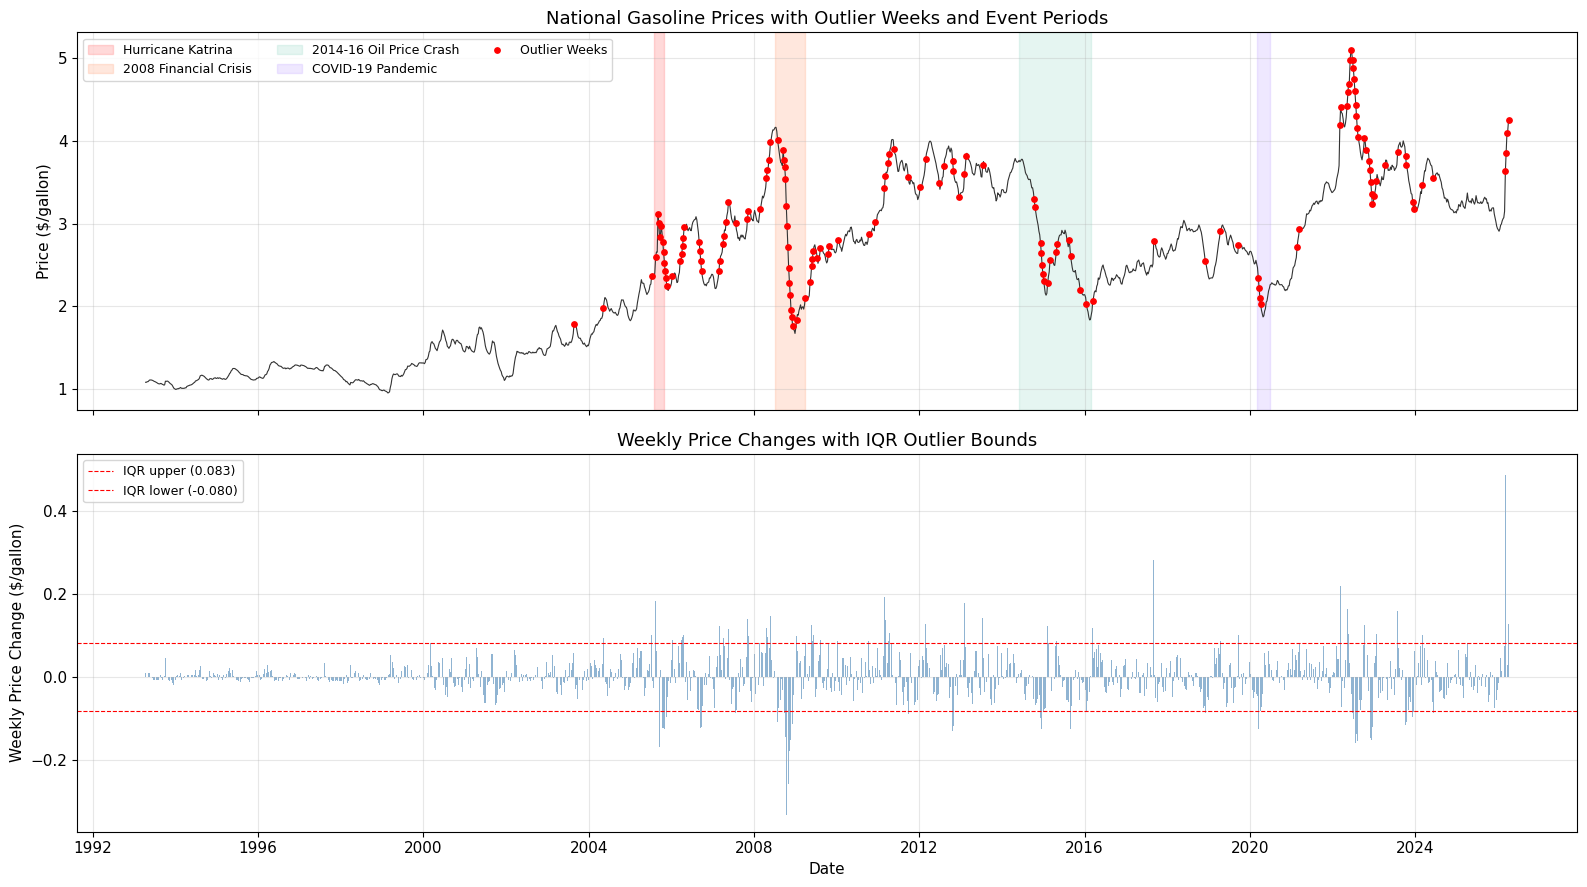 National Gasoline Prices with Outlier Weeks and Event Periods
Hurricane Katrina
2008 Financial Crisis
2014-16 Oil Price Crash
COVID-19 Pandemic
Outlier Weeks
Price ($/gallon)
5
4
3
2
1
Weekly Price Changes with IQR Outlier Bounds
IQR upper (0.083)
IQR lower (-0.080)
Weekly Price Change ($/gallon)
0.4
0.2
0.0
−0.2
1992 1996 2000 2004 2008 2012 2016 2020 2024
Date